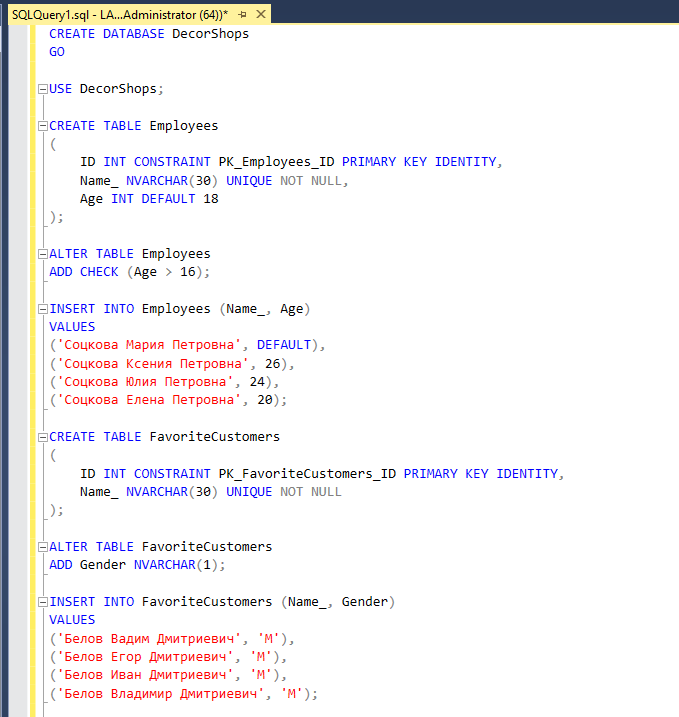 SQLQuery1.sql - LA...Administrator (64))*
CREATE DATABASE DecorShops
GO
USE DecorShops;
CREATE TABLE Employees
(
ID INT CONSTRAINT PK_Employees_ID PRIMARY KEY IDENTITY,
Name_ NVARCHAR(30) UNIQUE NOT NULL,
Age INT DEFAULT 18
);
ALTER TABLE Employees
ADD CHECK (Age > 16);
INSERT INTO Employees (Name_, Age)
VALUES
('Соцкова Мария Петровна', DEFAULT),
('Соцкова Ксения Петровна', 26),
('Соцкова Юлия Петровна', 24),
('Соцкова Елена Петровна', 20);
CREATE TABLE FavoriteCustomers
(
ID INT CONSTRAINT PK_FavoriteCustomers_ID PRIMARY KEY IDENTITY,
Name_ NVARCHAR(30) UNIQUE NOT NULL
);
ALTER TABLE FavoriteCustomers
ADD Gender NVARCHAR(1);
INSERT INTO FavoriteCustomers (Name_, Gender)
VALUES
('Белов Вадим Дмитриевич', 'М'),
('Белов Егор Дмитриевич', 'М'),
('Белов Иван Дмитриевич', 'М'),
('Белов Владимир Дмитриевич', 'М');